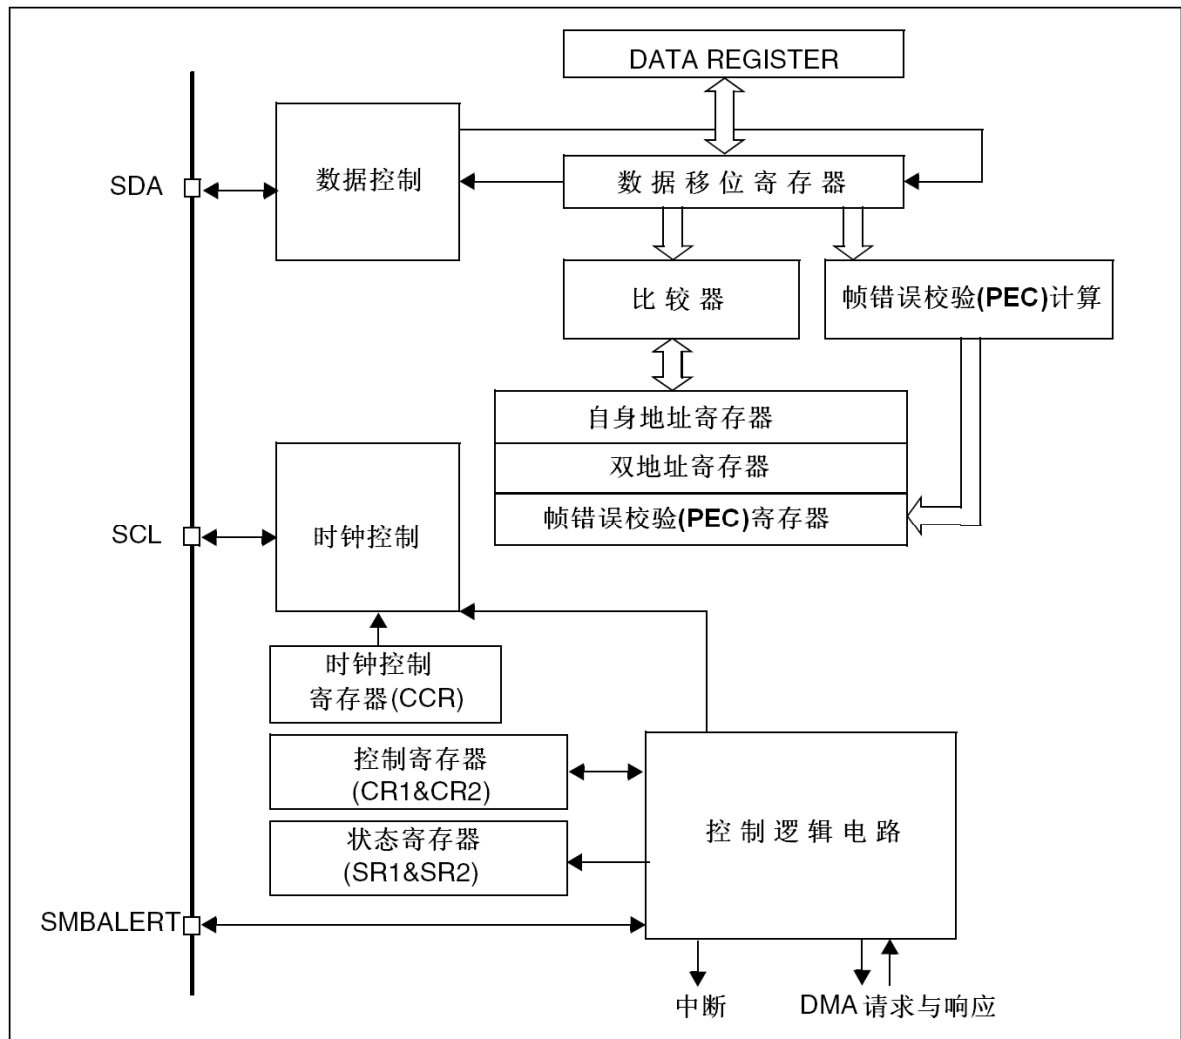 DATA REGISTER
SDA
数据控制
数据移位寄存器
比较器
帧错误校验(PEC)计算
自身地址寄存器
双地址寄存器
帧错误校验(PEC)寄存器
SCL
时钟控制
时钟控制
寄存器(CCR)
控制寄存器
(CR1&CR2)
控制逻辑电路
状态寄存器
(SR1&SR2)
SMBALERT
中断
DMA 请求与响应